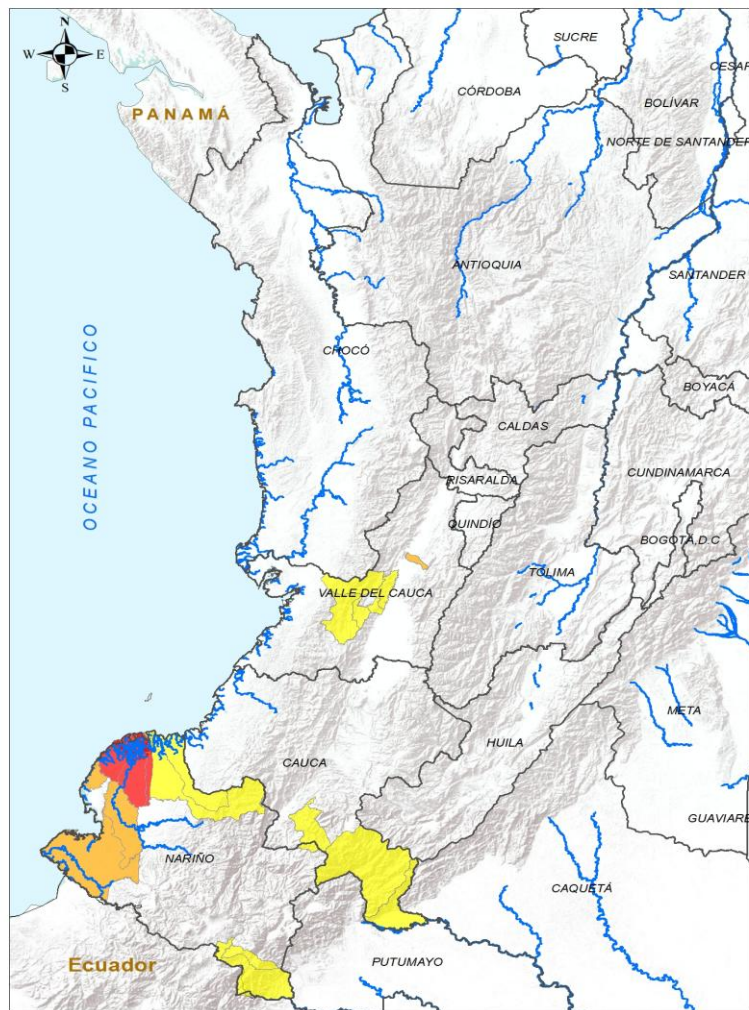 N
W E
S
SUCRE
CESAR
CÓRDOBA
BOLÍVAR
PANAMÁ
NORTE DE SANTANDER
ANTIOQUIA
SANTANDER
OCEANO PACIFICO
CHOCÓ
BOYACÁ
CALDAS
CUNDINAMARCA
RISARALDA
QUINDÍO
BOGOTÁ, D.C
TOLIMA
VALLE DEL CAUCA
META
HUILA
CAUCA
GUAVIARE
NARIÑO
CAQUETÁ
Ecuador
PUTUMAYO